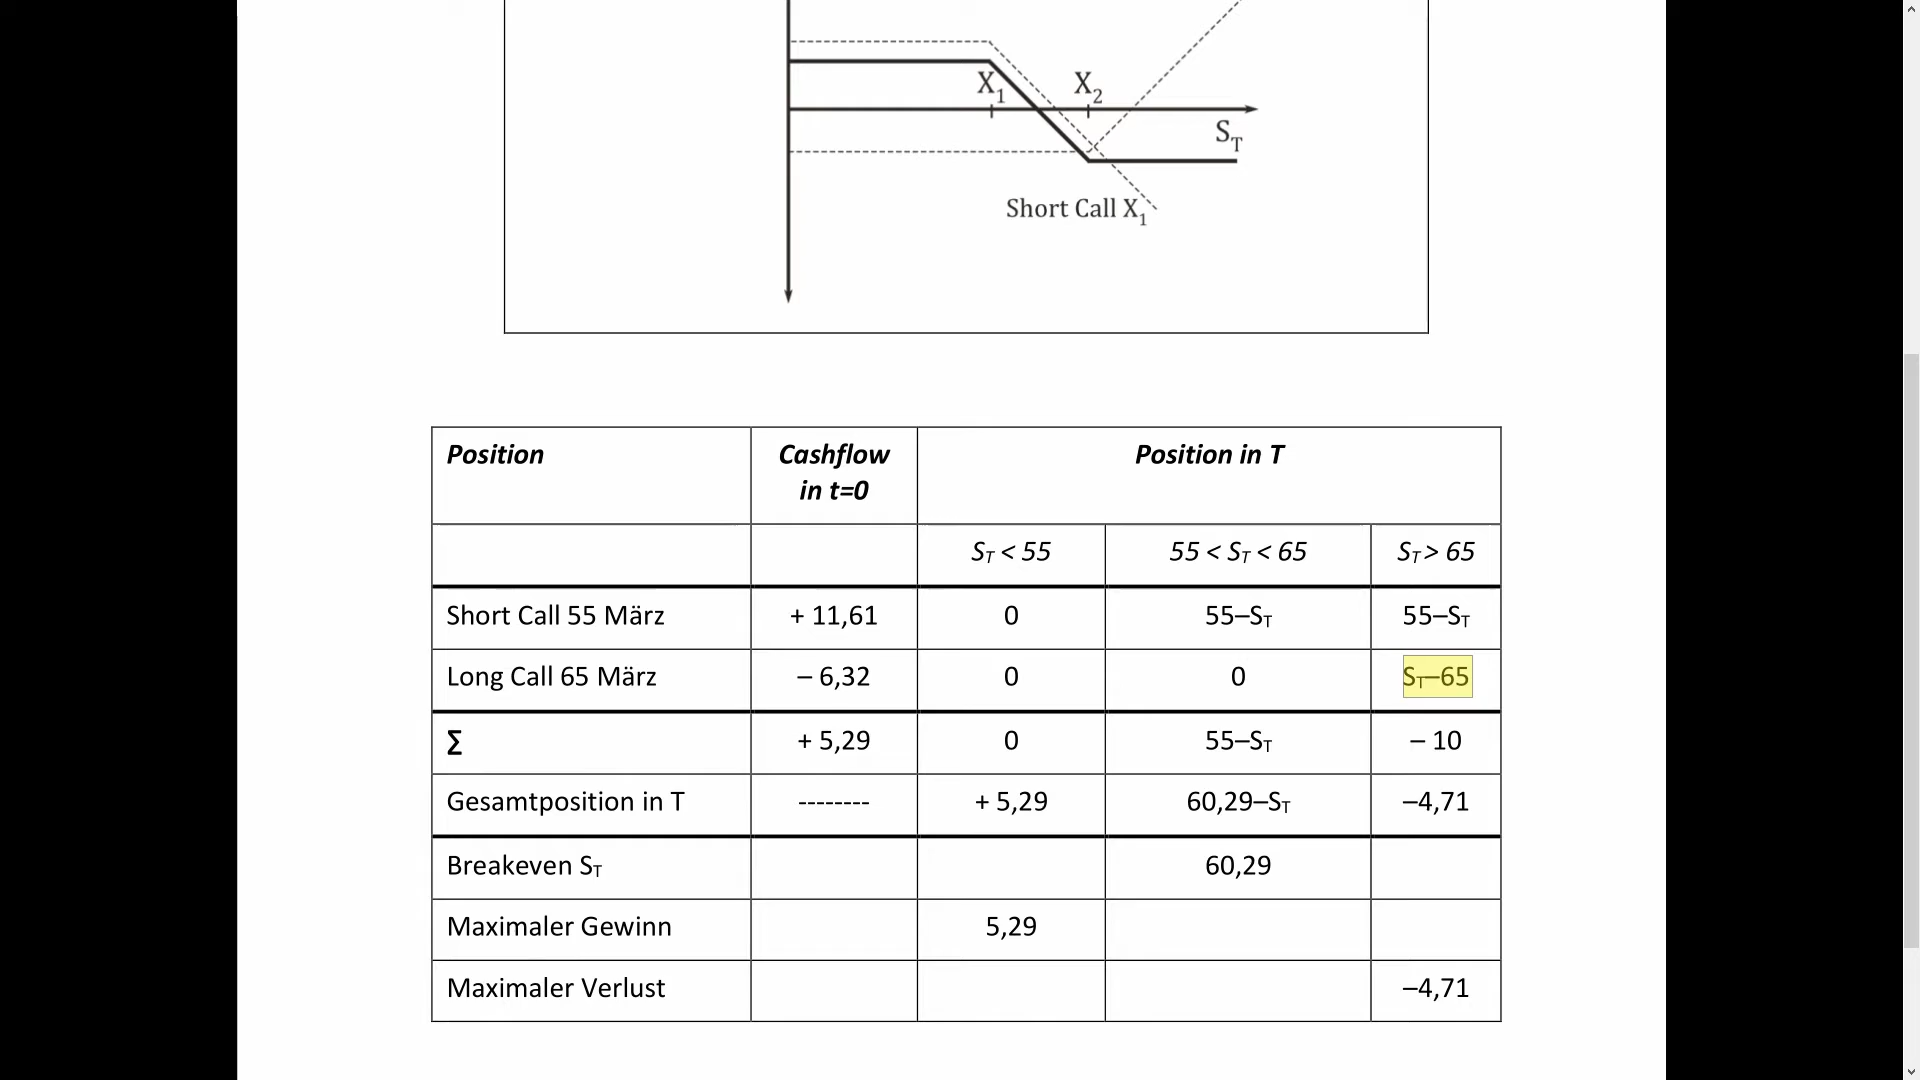 X1 X2
ST
Short Call X1
Position Cashflow in t=0 Position in T
ST < 55 55 < ST < 65 ST > 65
Short Call 55 März + 11,61 0 55–ST 55–ST
Long Call 65 März – 6,32 0 0 ST–65
∑ + 5,29 0 55–ST – 10
Gesamtposition in T -------- + 5,29 60,29–ST –4,71
Breakeven ST 60,29
Maximaler Gewinn 5,29
Maximaler Verlust –4,71